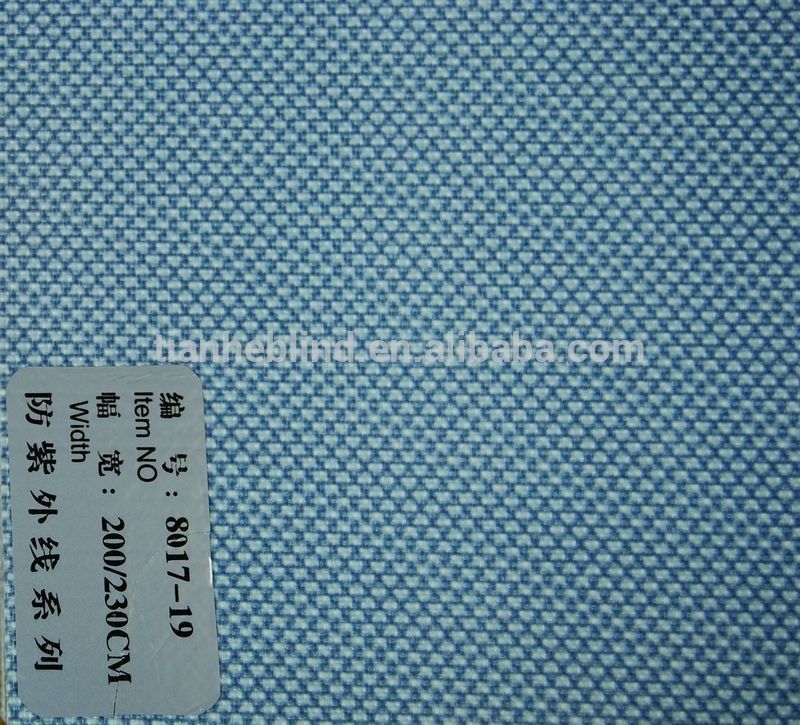 tianheblind.en.alibaba.com
编 号: 8017-19
Item NO
幅 宽: 200/230CM
Width
防紫外线系列